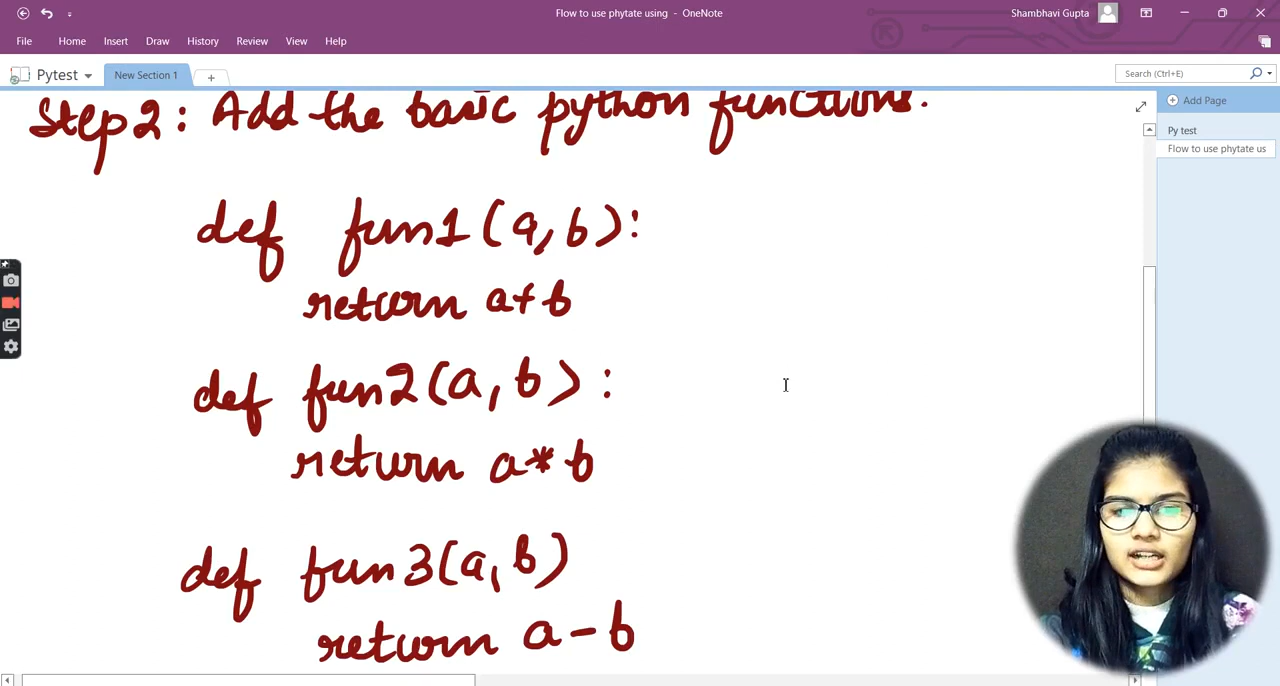 Flow to use phytate using - OneNote
Shambhavi Gupta
File Home Insert Draw History Review View Help
Pytest
New Section 1
+
Search (Ctrl+E)
Add Page
Py test
Flow to use phytate us
Step 2: Add the basic python functions.
def fun1(a,b):
return a+b
def fun2(a,b):
return a*b
def fun3(a,b)
return a-b